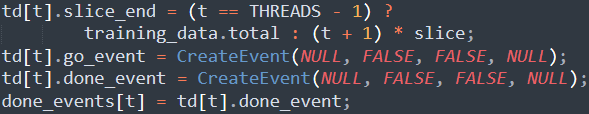 td[t].slice_end = (t == THREADS - 1) ?
training_data.total : (t + 1) * slice;
td[t].go_event = CreateEvent(NULL, FALSE, FALSE, NULL);
td[t].done_event = CreateEvent(NULL, FALSE, FALSE, NULL);
done_events[t] = td[t].done_event;